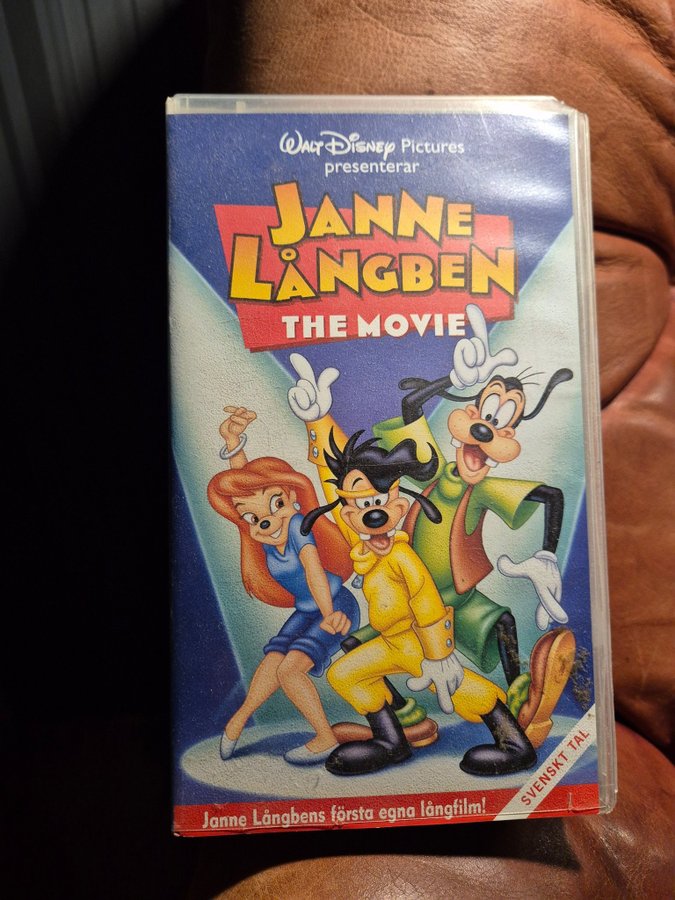 WALT DISNEY Pictures
presenterar
JANNE
LÅNGBEN
THE MOVIE
SVENSKT TAL
Janne Långbens första egna långfilm!